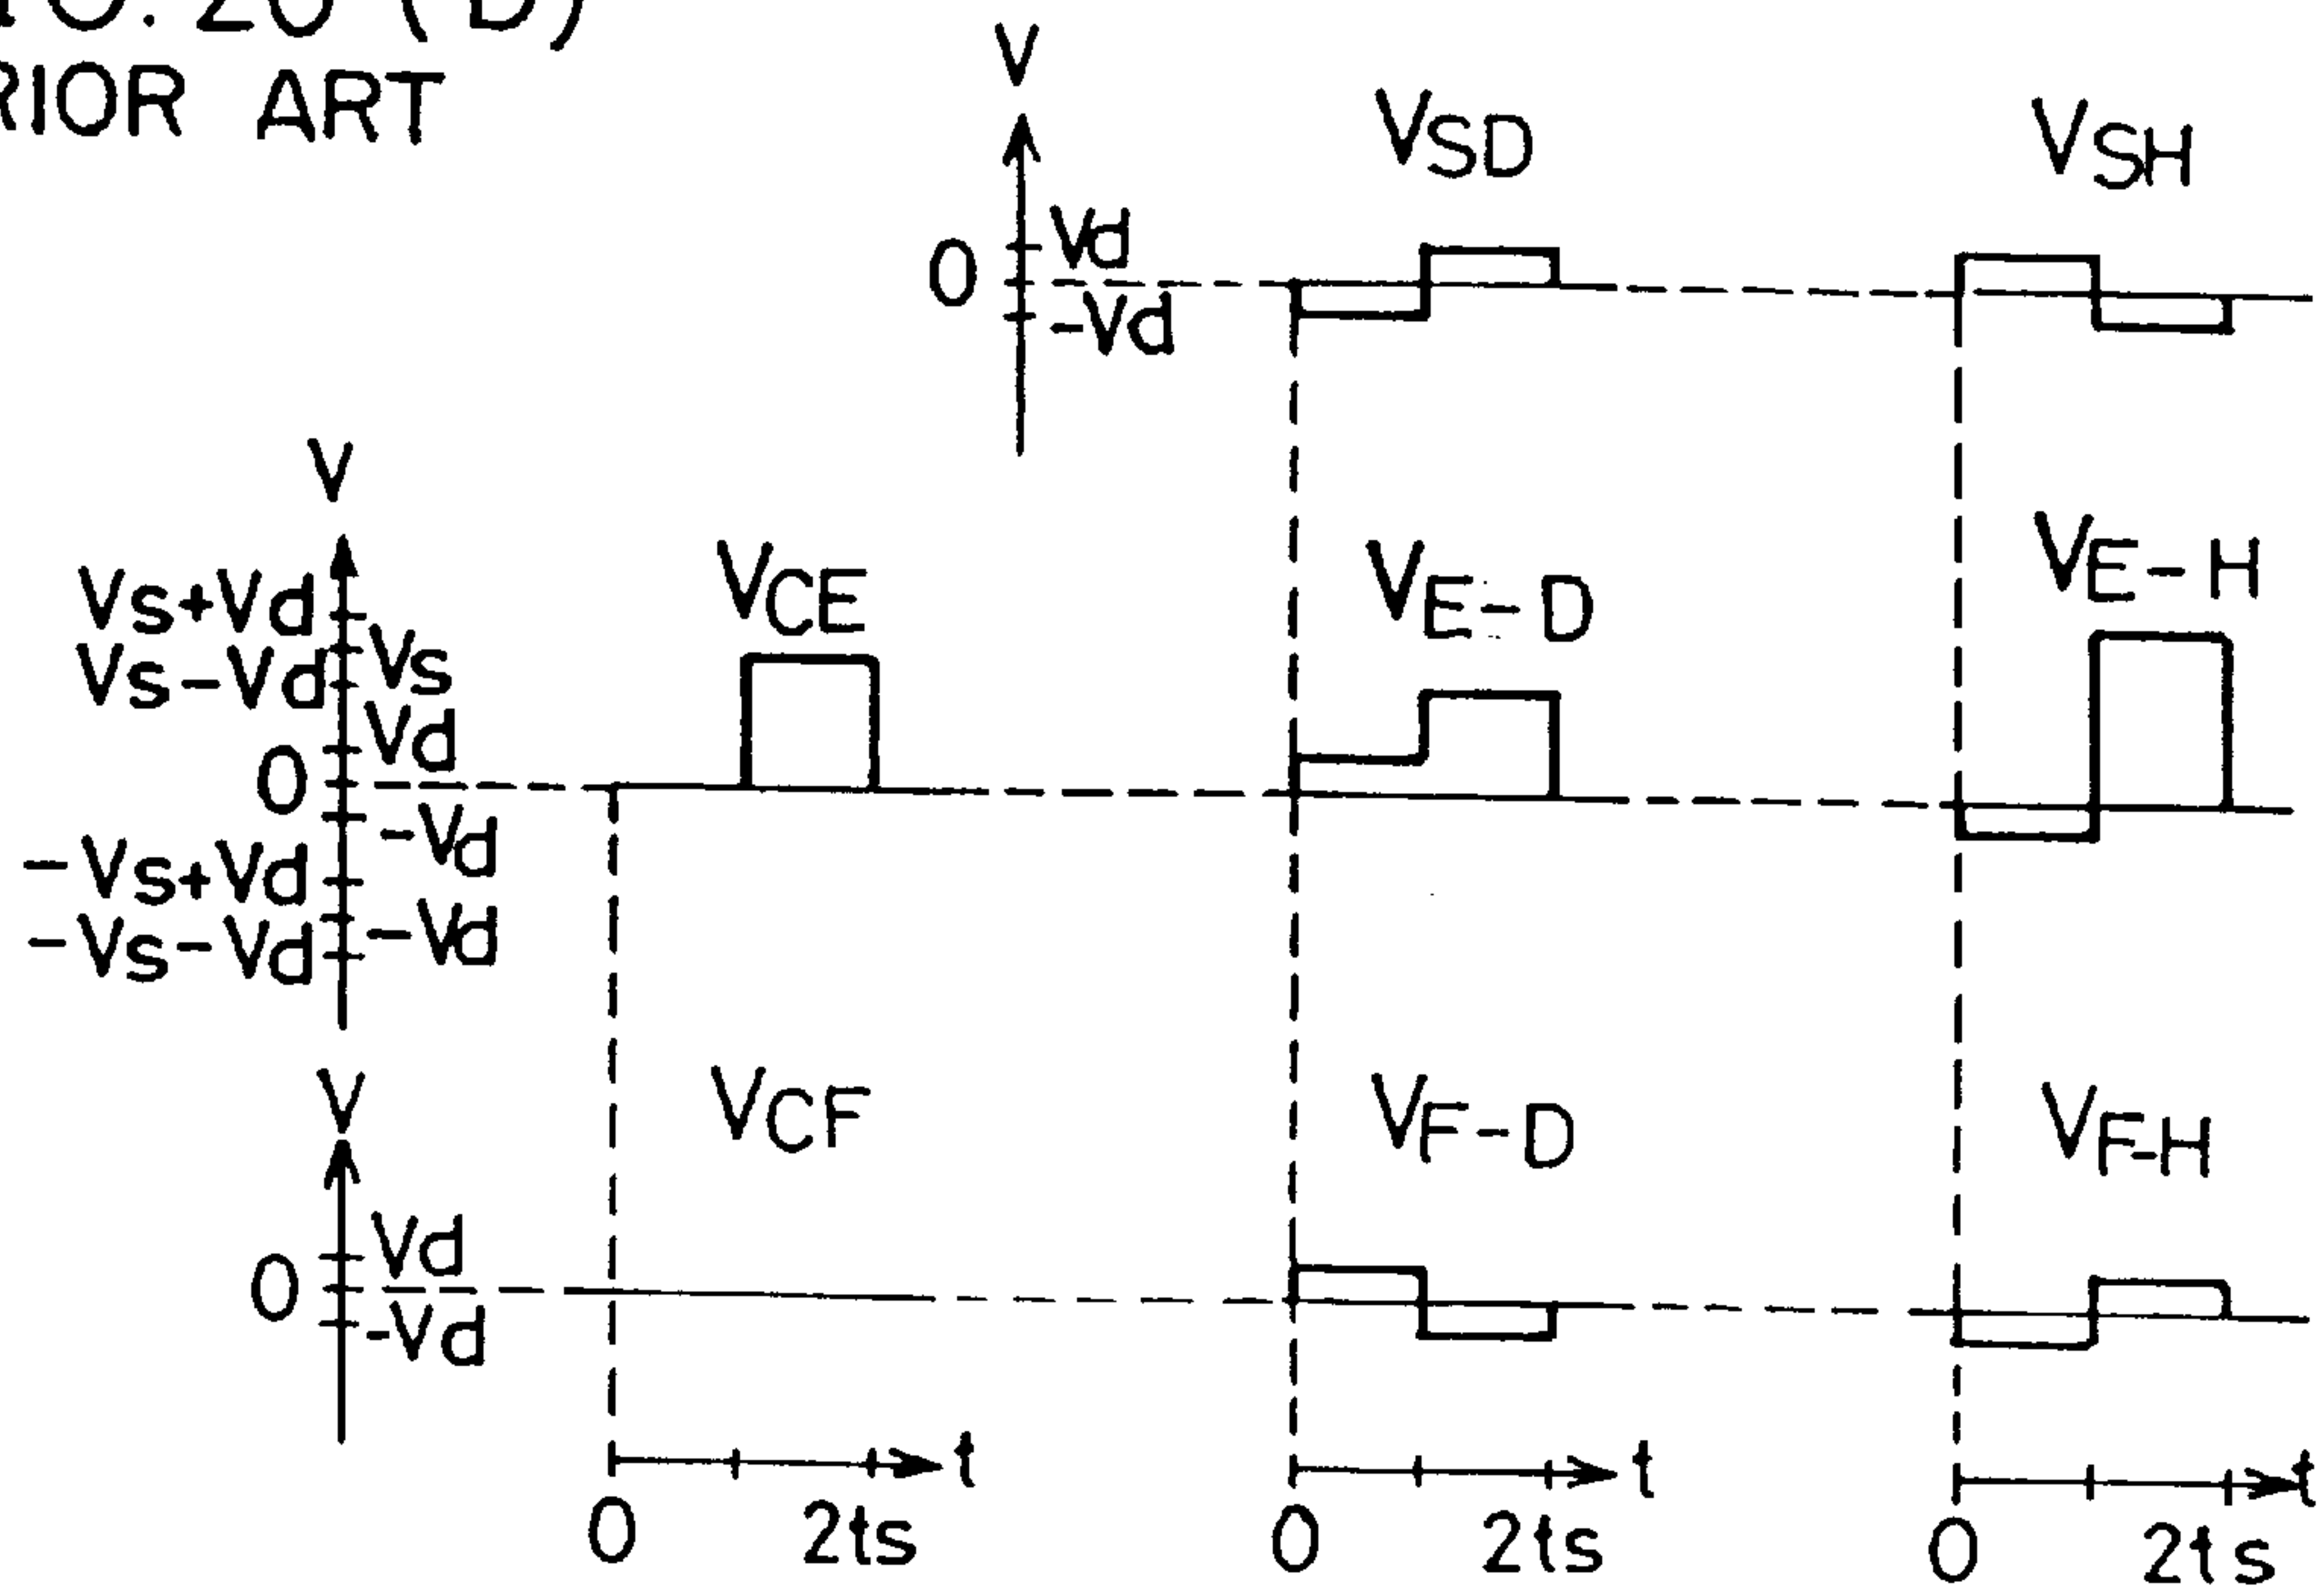 G. 20 (D)
RIOR ART
V
VSD
VSH
Vd
0
-Vd
V
VCE
VE-D
VE-H
Vs+Vd
Vs
Vs-Vd
Vd
0
-Vd
-Vs+Vd
-Vd
-Vs-Vd
V
VCF
VF-D
VF-H
Vd
0
-Vd
t
t
t
0
2ts
0
2ts
0
2ts